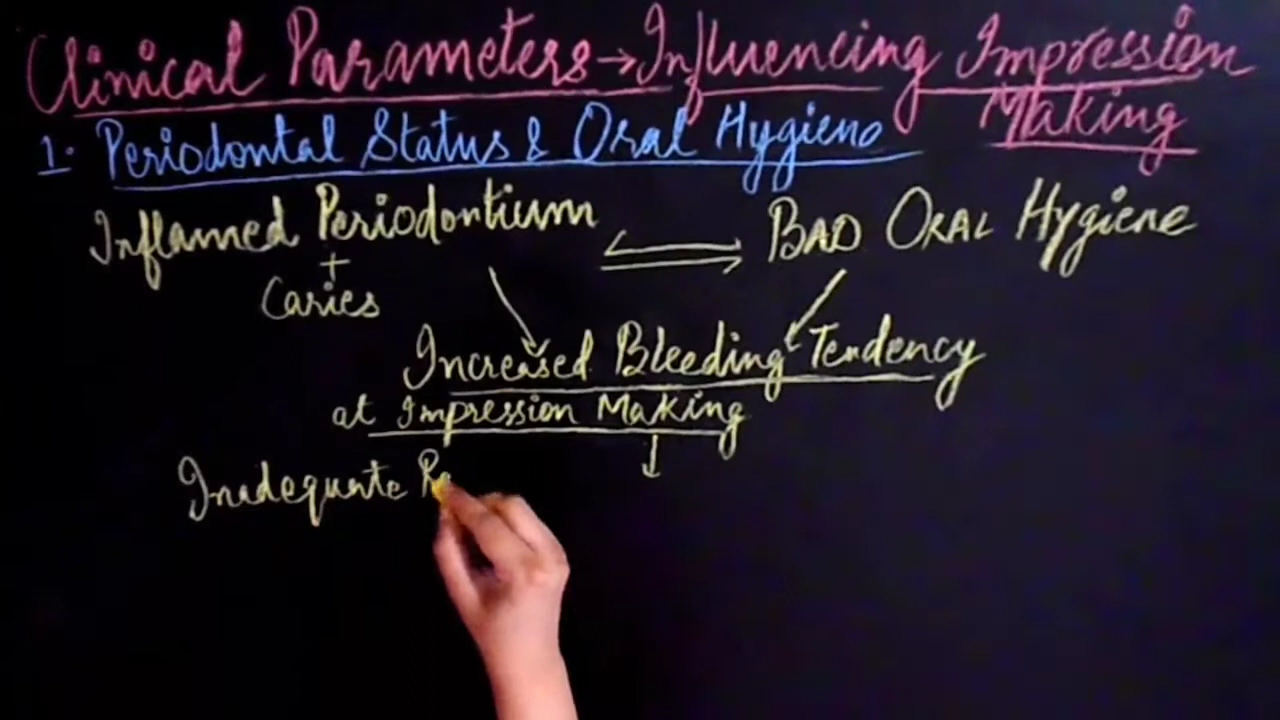 Clinical Parameters → Influencing Impression
Making
1. Periodontal Status & Oral Hygiene
Inflamed Periodontium ⇌ BAD ORAL Hygiene
+
Caries
Increased Bleeding Tendency
at Impression Making
↓
Inadequate Re